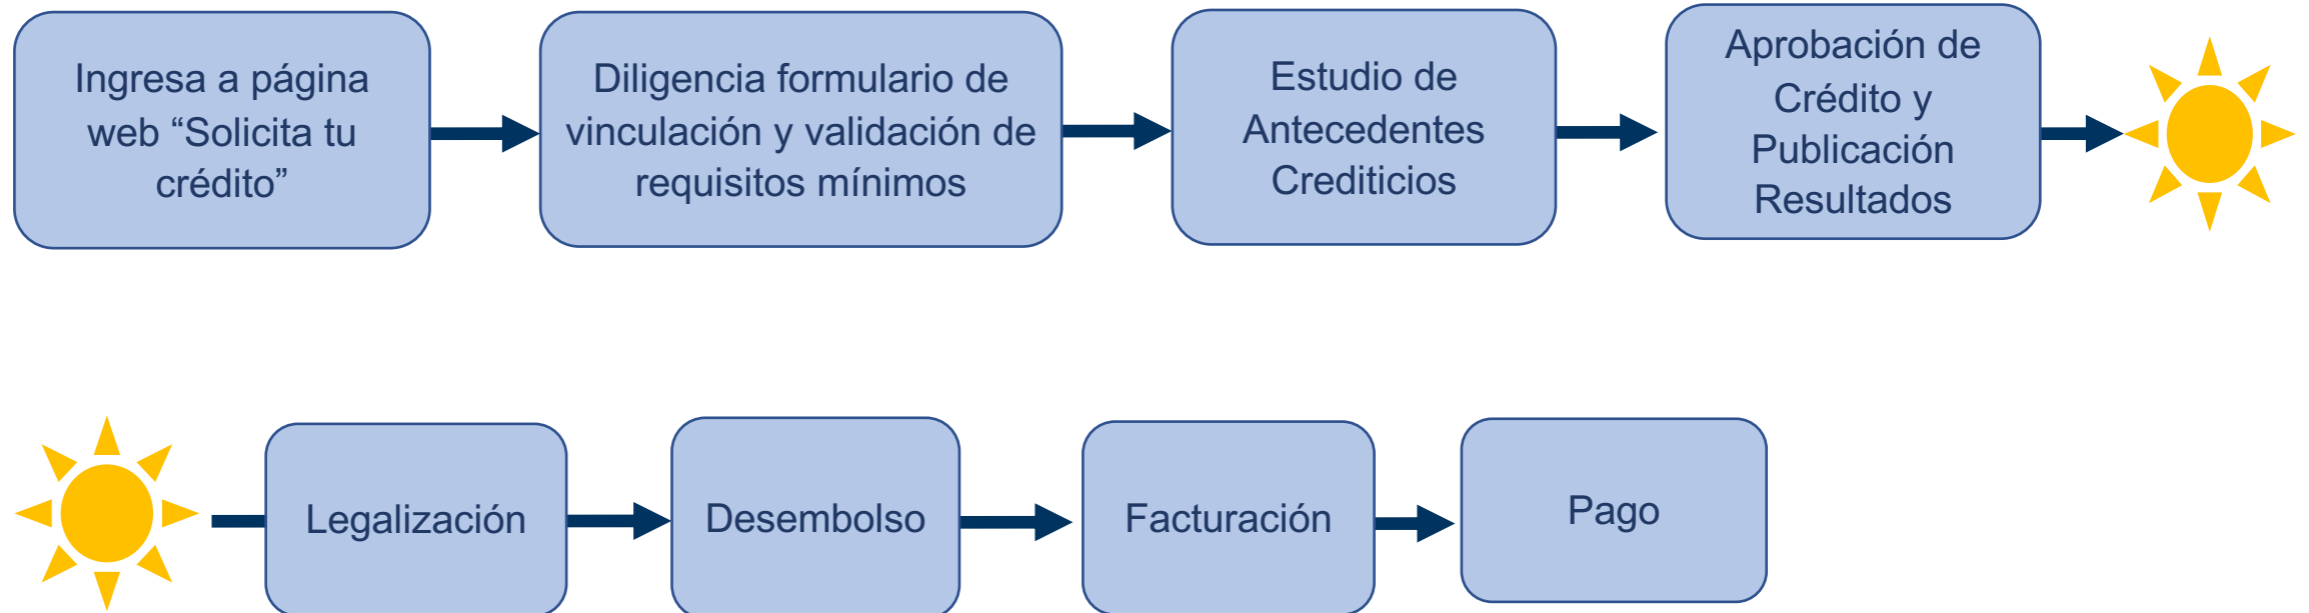 Ingresa a página
web “Solicita tu
crédito”
Diligencia formulario de
vinculación y validación de
requisitos mínimos
Estudio de
Antecedentes
Crediticios
Aprobación de
Crédito y
Publicación
Resultados
Legalización
Desembolso
Facturación
Pago